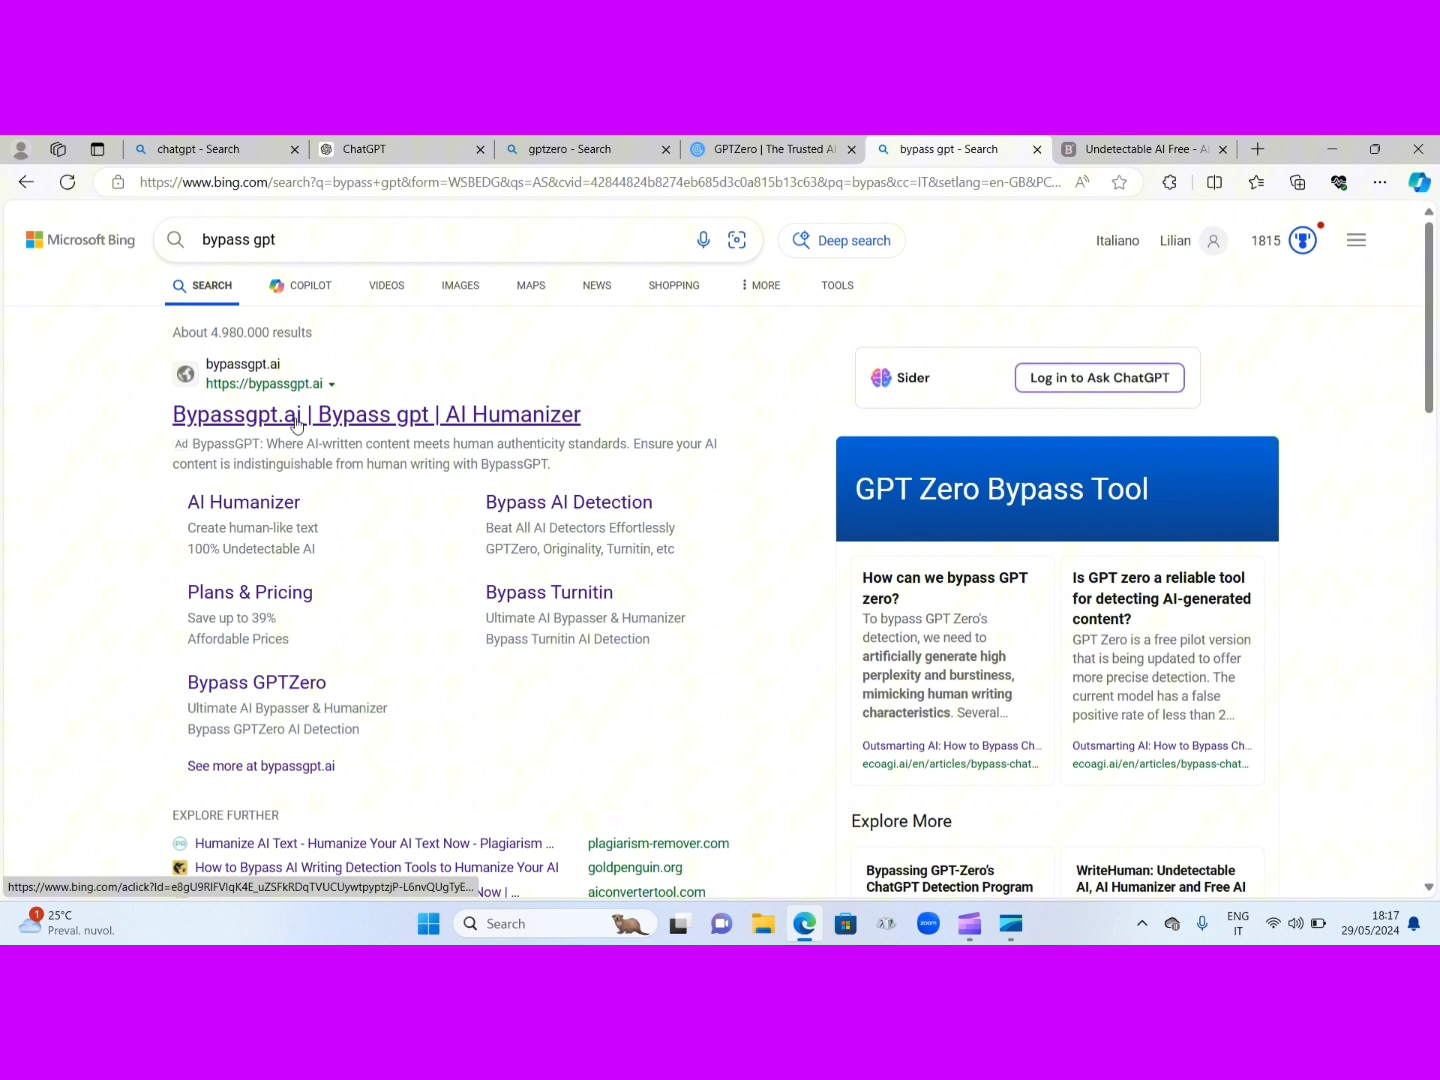 chatgpt - Search
ChatGPT
gptzero - Search
GPTZero | The Trusted AI
bypass gpt - Search
Undetectable AI Free - AI
https://www.bing.com/search?q=bypass+gpt&form=WSBEDG&qs=AS&cvid=42844824b8274eb685d3c0a815b13c63&pq=bypas&cc=IT&setlang=en-GB&PC...
Microsoft Bing
bypass gpt
Deep search
Italiano
Lilian
1815
SEARCH
COPILOT
VIDEOS
IMAGES
MAPS
NEWS
SHOPPING
MORE
TOOLS
About 4.980.000 results
bypassgpt.ai
https://bypassgpt.ai
Bypassgpt.ai | Bypass gpt | AI Humanizer
Ad BypassGPT: Where AI-written content meets human authenticity standards. Ensure your AI
content is indistinguishable from human writing with BypassGPT.
AI Humanizer
Create human-like text
100% Undetectable AI
Bypass AI Detection
Beat All AI Detectors Effortlessly
GPTZero, Originality, Turnitin, etc
Plans & Pricing
Save up to 39%
Affordable Prices
Bypass Turnitin
Ultimate AI Bypasser & Humanizer
Bypass Turnitin AI Detection
Bypass GPTZero
Ultimate AI Bypasser & Humanizer
Bypass GPTZero AI Detection
See more at bypassgpt.ai
EXPLORE FURTHER
Humanize AI Text - Humanize Your AI Text Now - Plagiarism ...
plagiarism-remover.com
How to Bypass AI Writing Detection Tools to Humanize Your AI
goldpenguin.org
Now | ...
aiconvertertool.com
Sider
Log in to Ask ChatGPT
GPT Zero Bypass Tool
How can we bypass GPT
zero?
To bypass GPT Zero's
detection, we need to
artificially generate high
perplexity and burstiness,
mimicking human writing
characteristics. Several...
Outsmarting AI: How to Bypass Ch...
ecoagi.ai/en/articles/bypass-chat...
Is GPT zero a reliable tool
for detecting AI-generated
content?
GPT Zero is a free pilot version
that is being updated to offer
more precise detection. The
current model has a false
positive rate of less than 2...
Outsmarting AI: How to Bypass Ch...
ecoagi.ai/en/articles/bypass-chat...
Explore More
Bypassing GPT-Zero's
ChatGPT Detection Program
WriteHuman: Undetectable
AI, AI Humanizer and Free AI
https://www.bing.com/aclick?ld=e8gU9RIFVlqK4E_uZSFkRDqTVUCUywtpyptzjP-L6nvQUgTyE...
1
25°C
Preval. nuvol.
Search
zoom
ENG
IT
18:17
29/05/2024